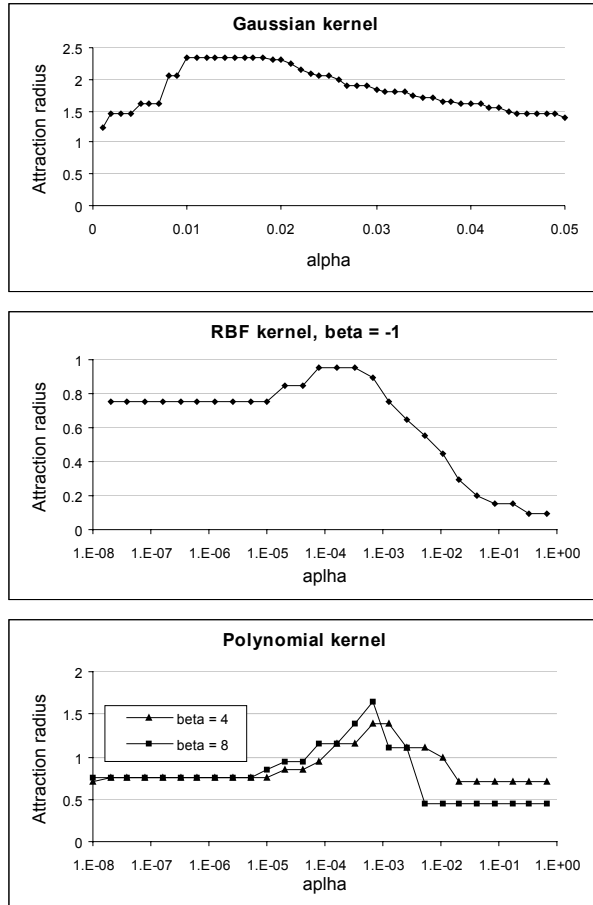 Gaussian kernel
2.5
2
1.5
1
0.5
0
Attraction radius
0 0.01 0.02 0.03 0.04 0.05
alpha
RBF kernel, beta = -1
1
0.8
0.6
0.4
0.2
0
Attraction radius
1.E-08 1.E-07 1.E-06 1.E-05 1.E-04 1.E-03 1.E-02 1.E-01 1.E+00
aplha
Polynomial kernel
2
1.5
1
0.5
0
Attraction radius
beta = 4
beta = 8
1.E-08 1.E-07 1.E-06 1.E-05 1.E-04 1.E-03 1.E-02 1.E-01 1.E+00
aplha